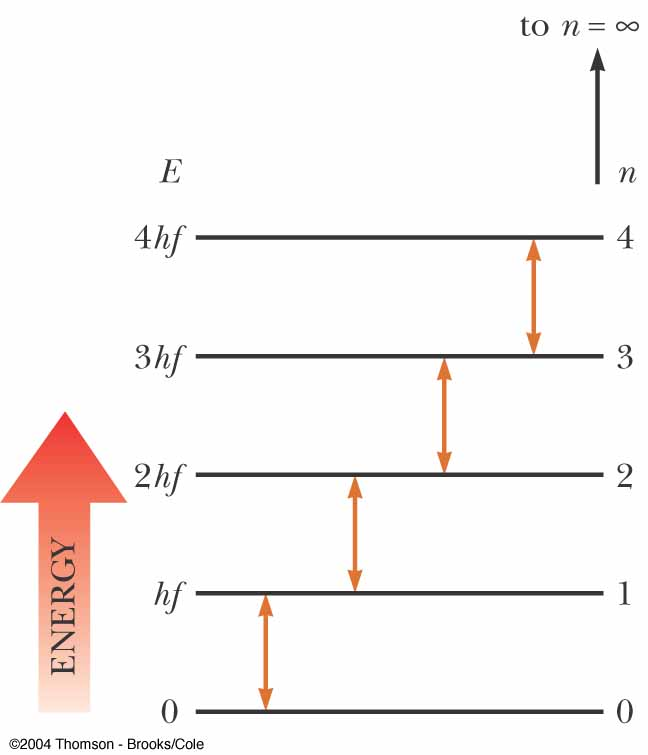 to n = ∞
E n
4hf 4
3hf 3
2hf 2
hf 1
0 0
ENERGY
©2004 Thomson - Brooks/Cole